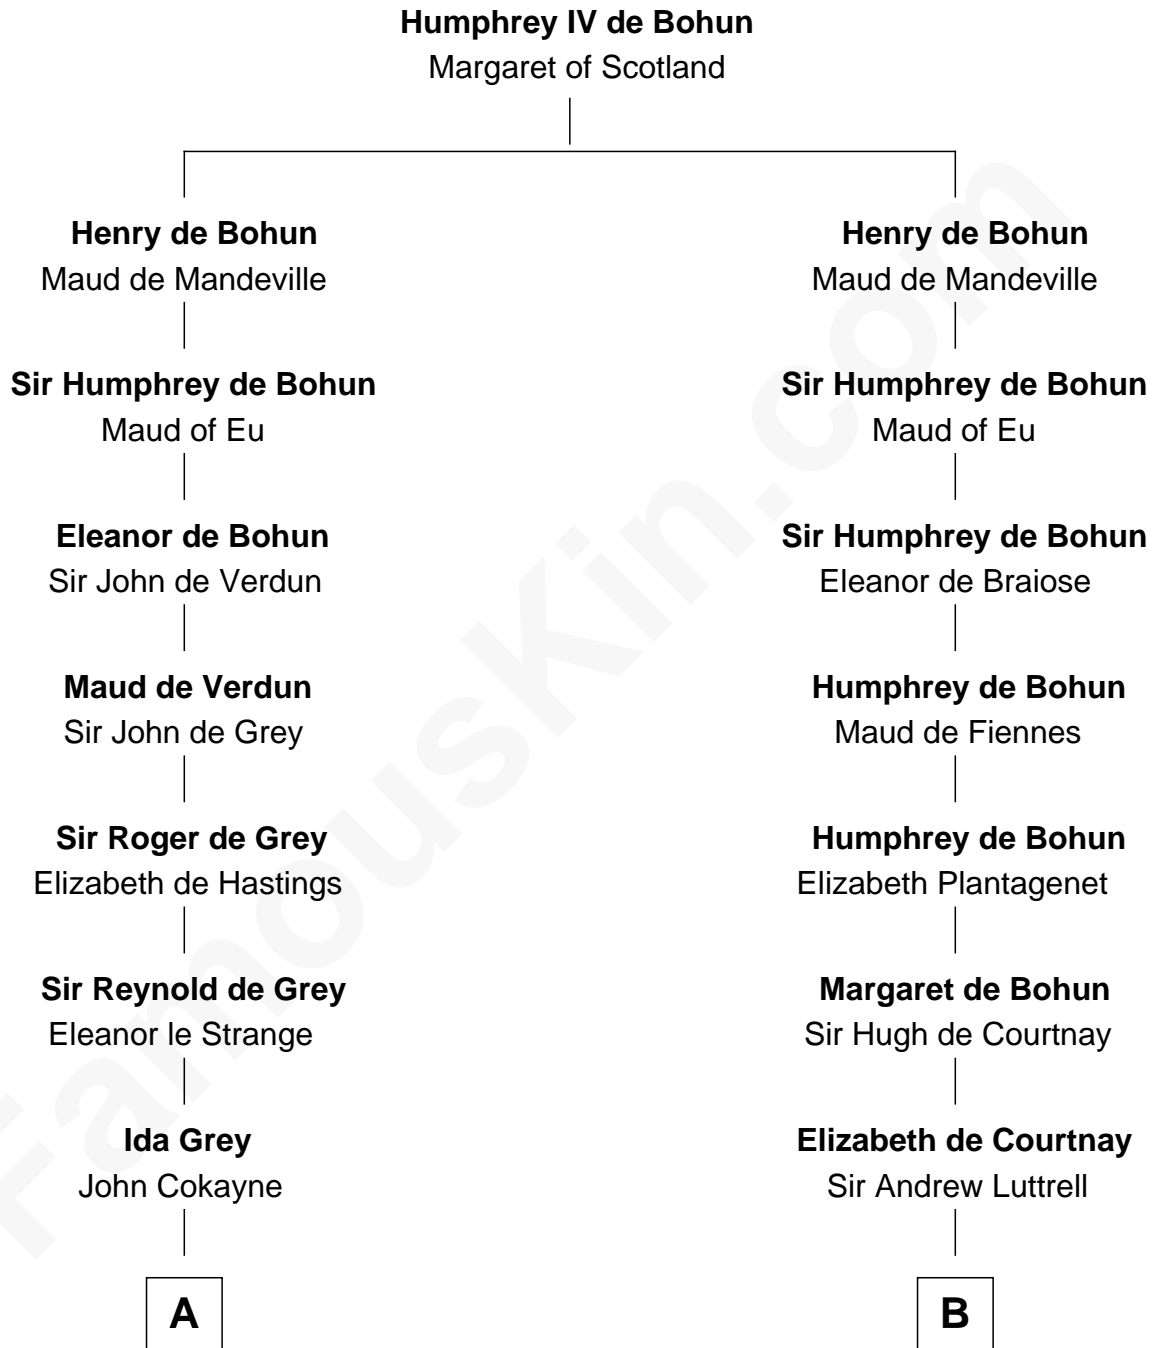 Humphrey IV de Bohun
Margaret of Scotland
Henry de Bohun
Maud de Mandeville
Sir Humphrey de Bohun
Maud of Eu
Eleanor de Bohun
Sir John de Verdun
Maud de Verdun
Sir John de Grey
Sir Roger de Grey
Elizabeth de Hastings
Sir Reynold de Grey
Eleanor le Strange
Ida Grey
John Cokayne
A
Henry de Bohun
Maud de Mandeville
Sir Humphrey de Bohun
Maud of Eu
Sir Humphrey de Bohun
Eleanor de Braiose
Humphrey de Bohun
Maud de Fiennes
Humphrey de Bohun
Elizabeth Plantagenet
Margaret de Bohun
Sir Hugh de Courtnay
Elizabeth de Courtnay
Sir Andrew Luttrell
B
FamousKin.com